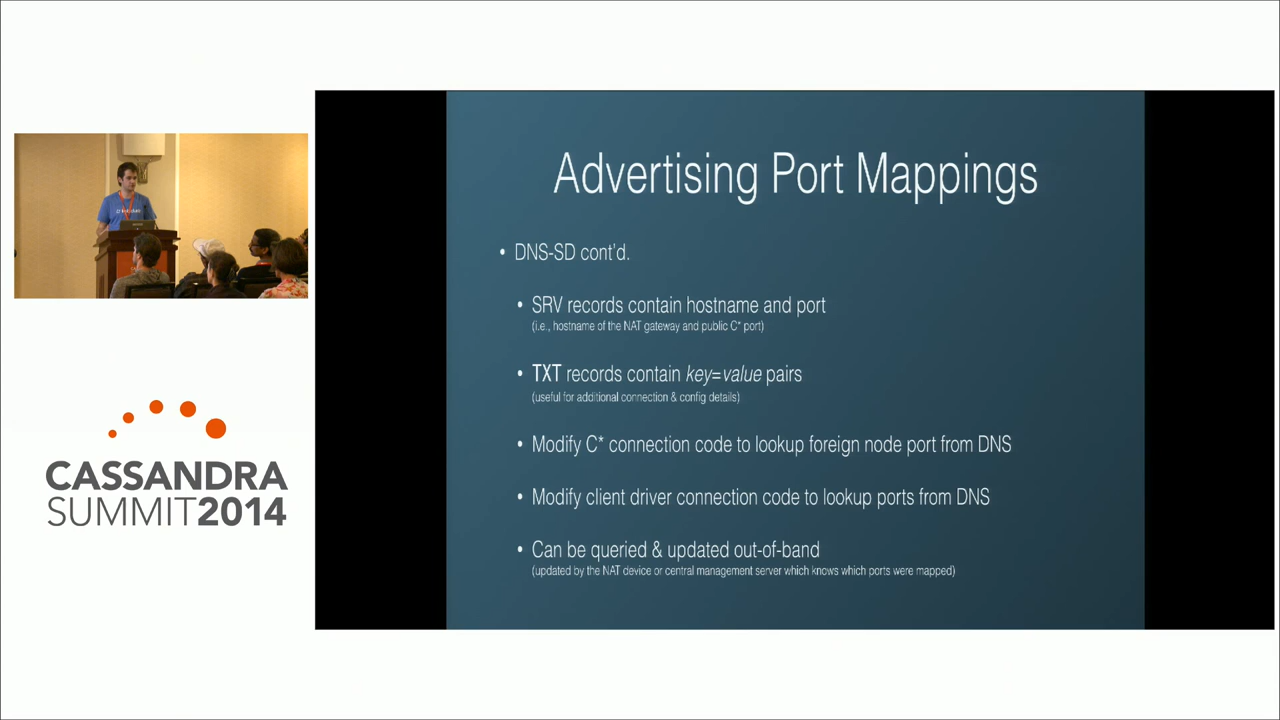 Advertising Port Mappings
• DNS-SD cont'd.
• SRV records contain hostname and port
(i.e., hostname of the NAT gateway and public C* port)
• TXT records contain key=value pairs
(useful for additional connection & config details)
• Modify C* connection code to lookup foreign node port from DNS
• Modify client driver connection code to lookup ports from DNS
• Can be queried & updated out-of-band
(updated by the NAT device or central management server which knows which ports were mapped)
CASSANDRA
SUMMIT2014